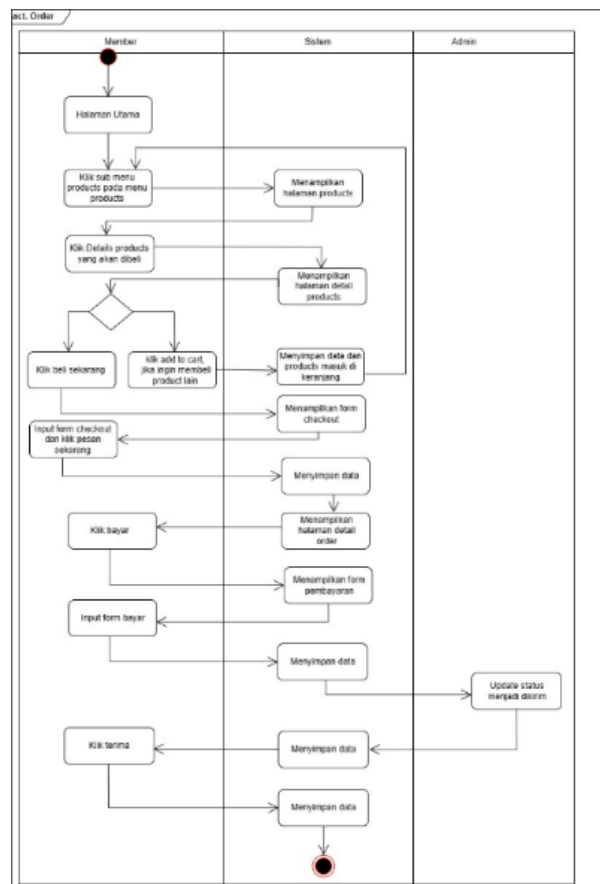 act. Order
Member
Sistem
Admin
Halaman Utama
Klik sub menu
products pada menu
products
Menampilkan
halaman products
Klik Details products
yang akan dibeli
Menampilkan
halaman detail
products
Klik beli sekarang
klik add to cart,
jika ingin membeli
product lain
Menyimpan data dan
products masuk di
keranjang
Menampilkan form
checkout
Input form checkout
dan klik pesan
sekarang
Menyimpan data
Menampilkan
halaman detail
order
Klik bayar
Menampilkan form
pembayaran
Input form bayar
Menyimpan data
Update status
menjadi dikirim
Klik terima
Menyimpan data
Menyimpan data